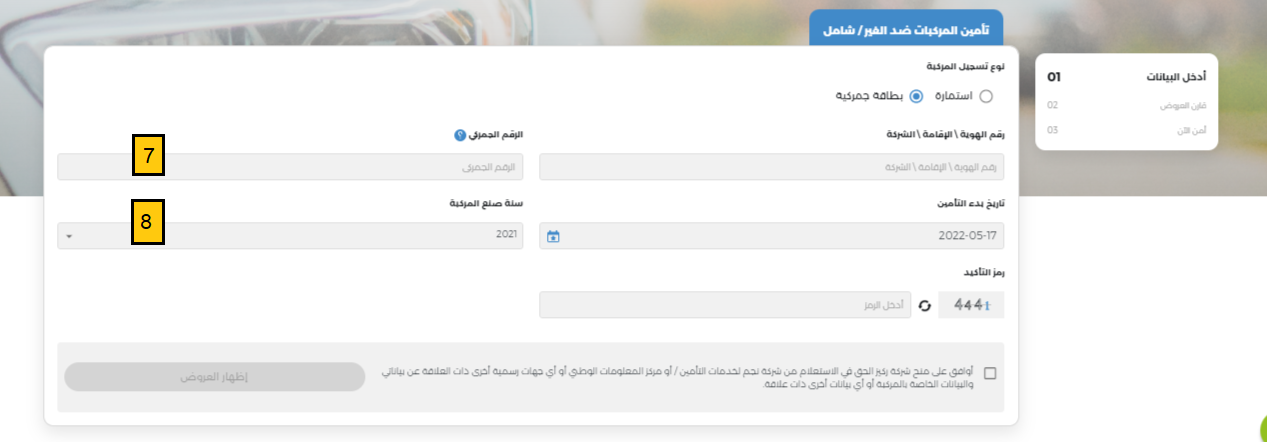 تأمين المركبات ضد الغير / شامل
أدخل البيانات 01
قارن العروض 02
أمن الآن 03
نوع تسجيل المركبة
استمارة بطاقة جمركية
رقم الهوية \ الإقامة \ الشركة
رقم الهوية \ الإقامة \ الشركة
الرقم الجمركي ?
الرقم الجمركي
7
تاريخ بدء التأمين
2022-05-17
سنة صنع المركبة
2021
8
رمز التأكيد
4441
أدخل الرمز
أوافق على منح شركة ركيز الحق في الاستعلام من شركة نجم لخدمات التأمين / أو مركز المعلومات الوطني أو أي جهات رسمية أخرى ذات العلاقة عن بياناتي
والبيانات الخاصة بالمركبة أو أي بيانات أخرى ذات علاقة.
إظهار العروض